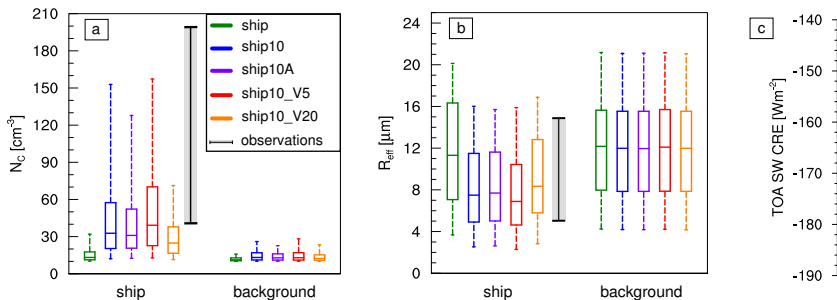 a
N_C [cm^-3]
210
180
150
120
90
60
30
0
ship
background
ship
ship10
ship10A
ship10_V5
ship10_V20
observations
b
R_eff [µm]
24
20
16
12
8
4
0
ship
background
c
TOA SW CRE [Wm^-2]
-140
-150
-160
-170
-180
-190